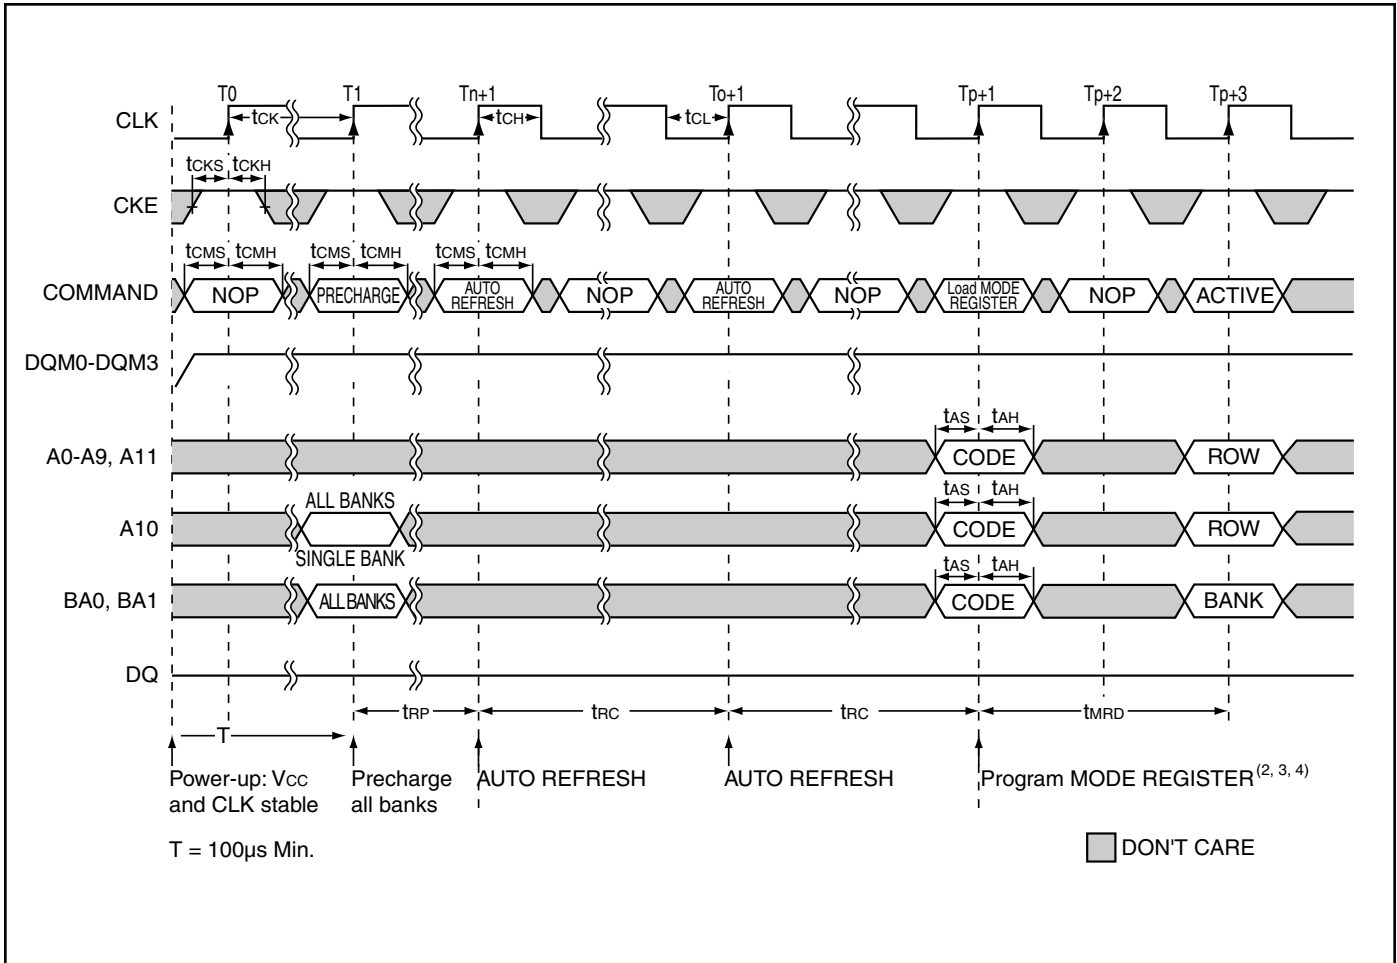 T0 T1 Tn+1 To+1 Tp+1 Tp+2 Tp+3
CLK tCK tCH tCL
tCKS tCKH
CKE
tCMS tCMH tCMS tCMH tCMS tCMH
COMMAND NOP PRECHARGE AUTO REFRESH NOP AUTO REFRESH NOP Load MODE REGISTER NOP ACTIVE
DQM0-DQM3
tAS tAH
A0-A9, A11 CODE ROW
ALL BANKS tAS tAH
A10 CODE ROW
SINGLE BANK
tAS tAH
BA0, BA1 ALL BANKS CODE BANK
DQ
tRP tRC tRC tMRD
T
Power-up: VCC Precharge AUTO REFRESH AUTO REFRESH Program MODE REGISTER(2, 3, 4)
and CLK stable all banks
T = 100µs Min. DON'T CARE